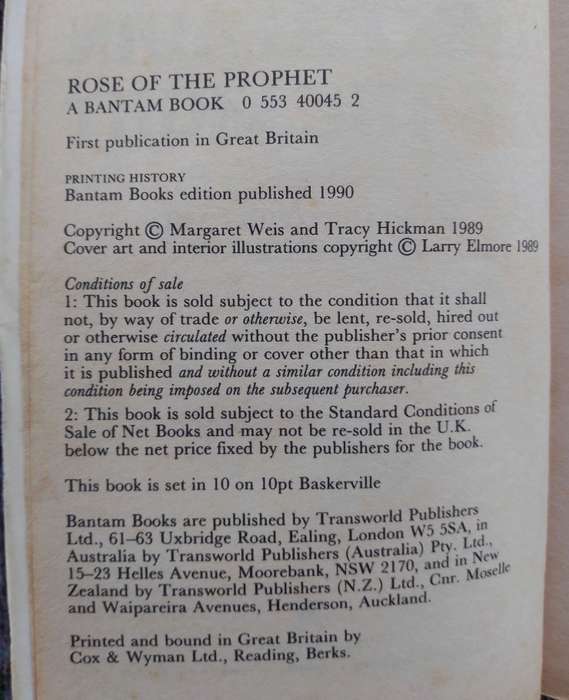 ROSE OF THE PROPHET
A BANTAM BOOK 0 553 40045 2
First publication in Great Britain
PRINTING HISTORY
Bantam Books edition published 1990
Copyright © Margaret Weis and Tracy Hickman 1989
Cover art and interior illustrations copyright © Larry Elmore 1989
Conditions of sale
1: This book is sold subject to the condition that it shall
not, by way of trade or otherwise, be lent, re-sold, hired out
or otherwise circulated without the publisher's prior consent
in any form of binding or cover other than that in which
it is published and without a similar condition including this
condition being imposed on the subsequent purchaser.
2: This book is sold subject to the Standard Conditions of
Sale of Net Books and may not be re-sold in the U.K.
below the net price fixed by the publishers for the book.
This book is set in 10 on 10pt Baskerville
Bantam Books are published by Transworld Publishers
Ltd., 61–63 Uxbridge Road, Ealing, London W5 5SA, in
Australia by Transworld Publishers (Australia) Pty. Ltd.,
15–23 Helles Avenue, Moorebank, NSW 2170, and in New
Zealand by Transworld Publishers (N.Z.) Ltd., Cnr. Moselle
and Waipareira Avenues, Henderson, Auckland.
Printed and bound in Great Britain by
Cox & Wyman Ltd., Reading, Berks.